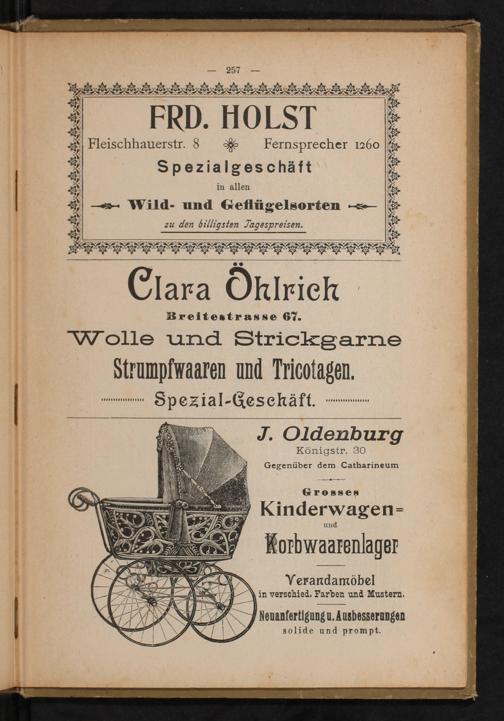 — 257 —
FRD. HOLST
Fleischhauerstr. 8 Fernsprecher 1260
Spezialgeschäft
in allen
Wild- und Geflügelsorten
zu den billigsten Tagespreisen.
Clara Öhlrich
Breitestrasse 67.
Wolle und Strickgarne
Strumpfwaaren und Tricotagen.
Spezial-Geschäft.
J. Oldenburg
Königstr. 30
Gegenüber dem Catharineum
Grosses
Kinderwagen=
und
Korbwaarenlager
Verandamöbel
in verschied. Farben und Mustern.
Neuanfertigung u. Ausbesserungen
solide und prompt.